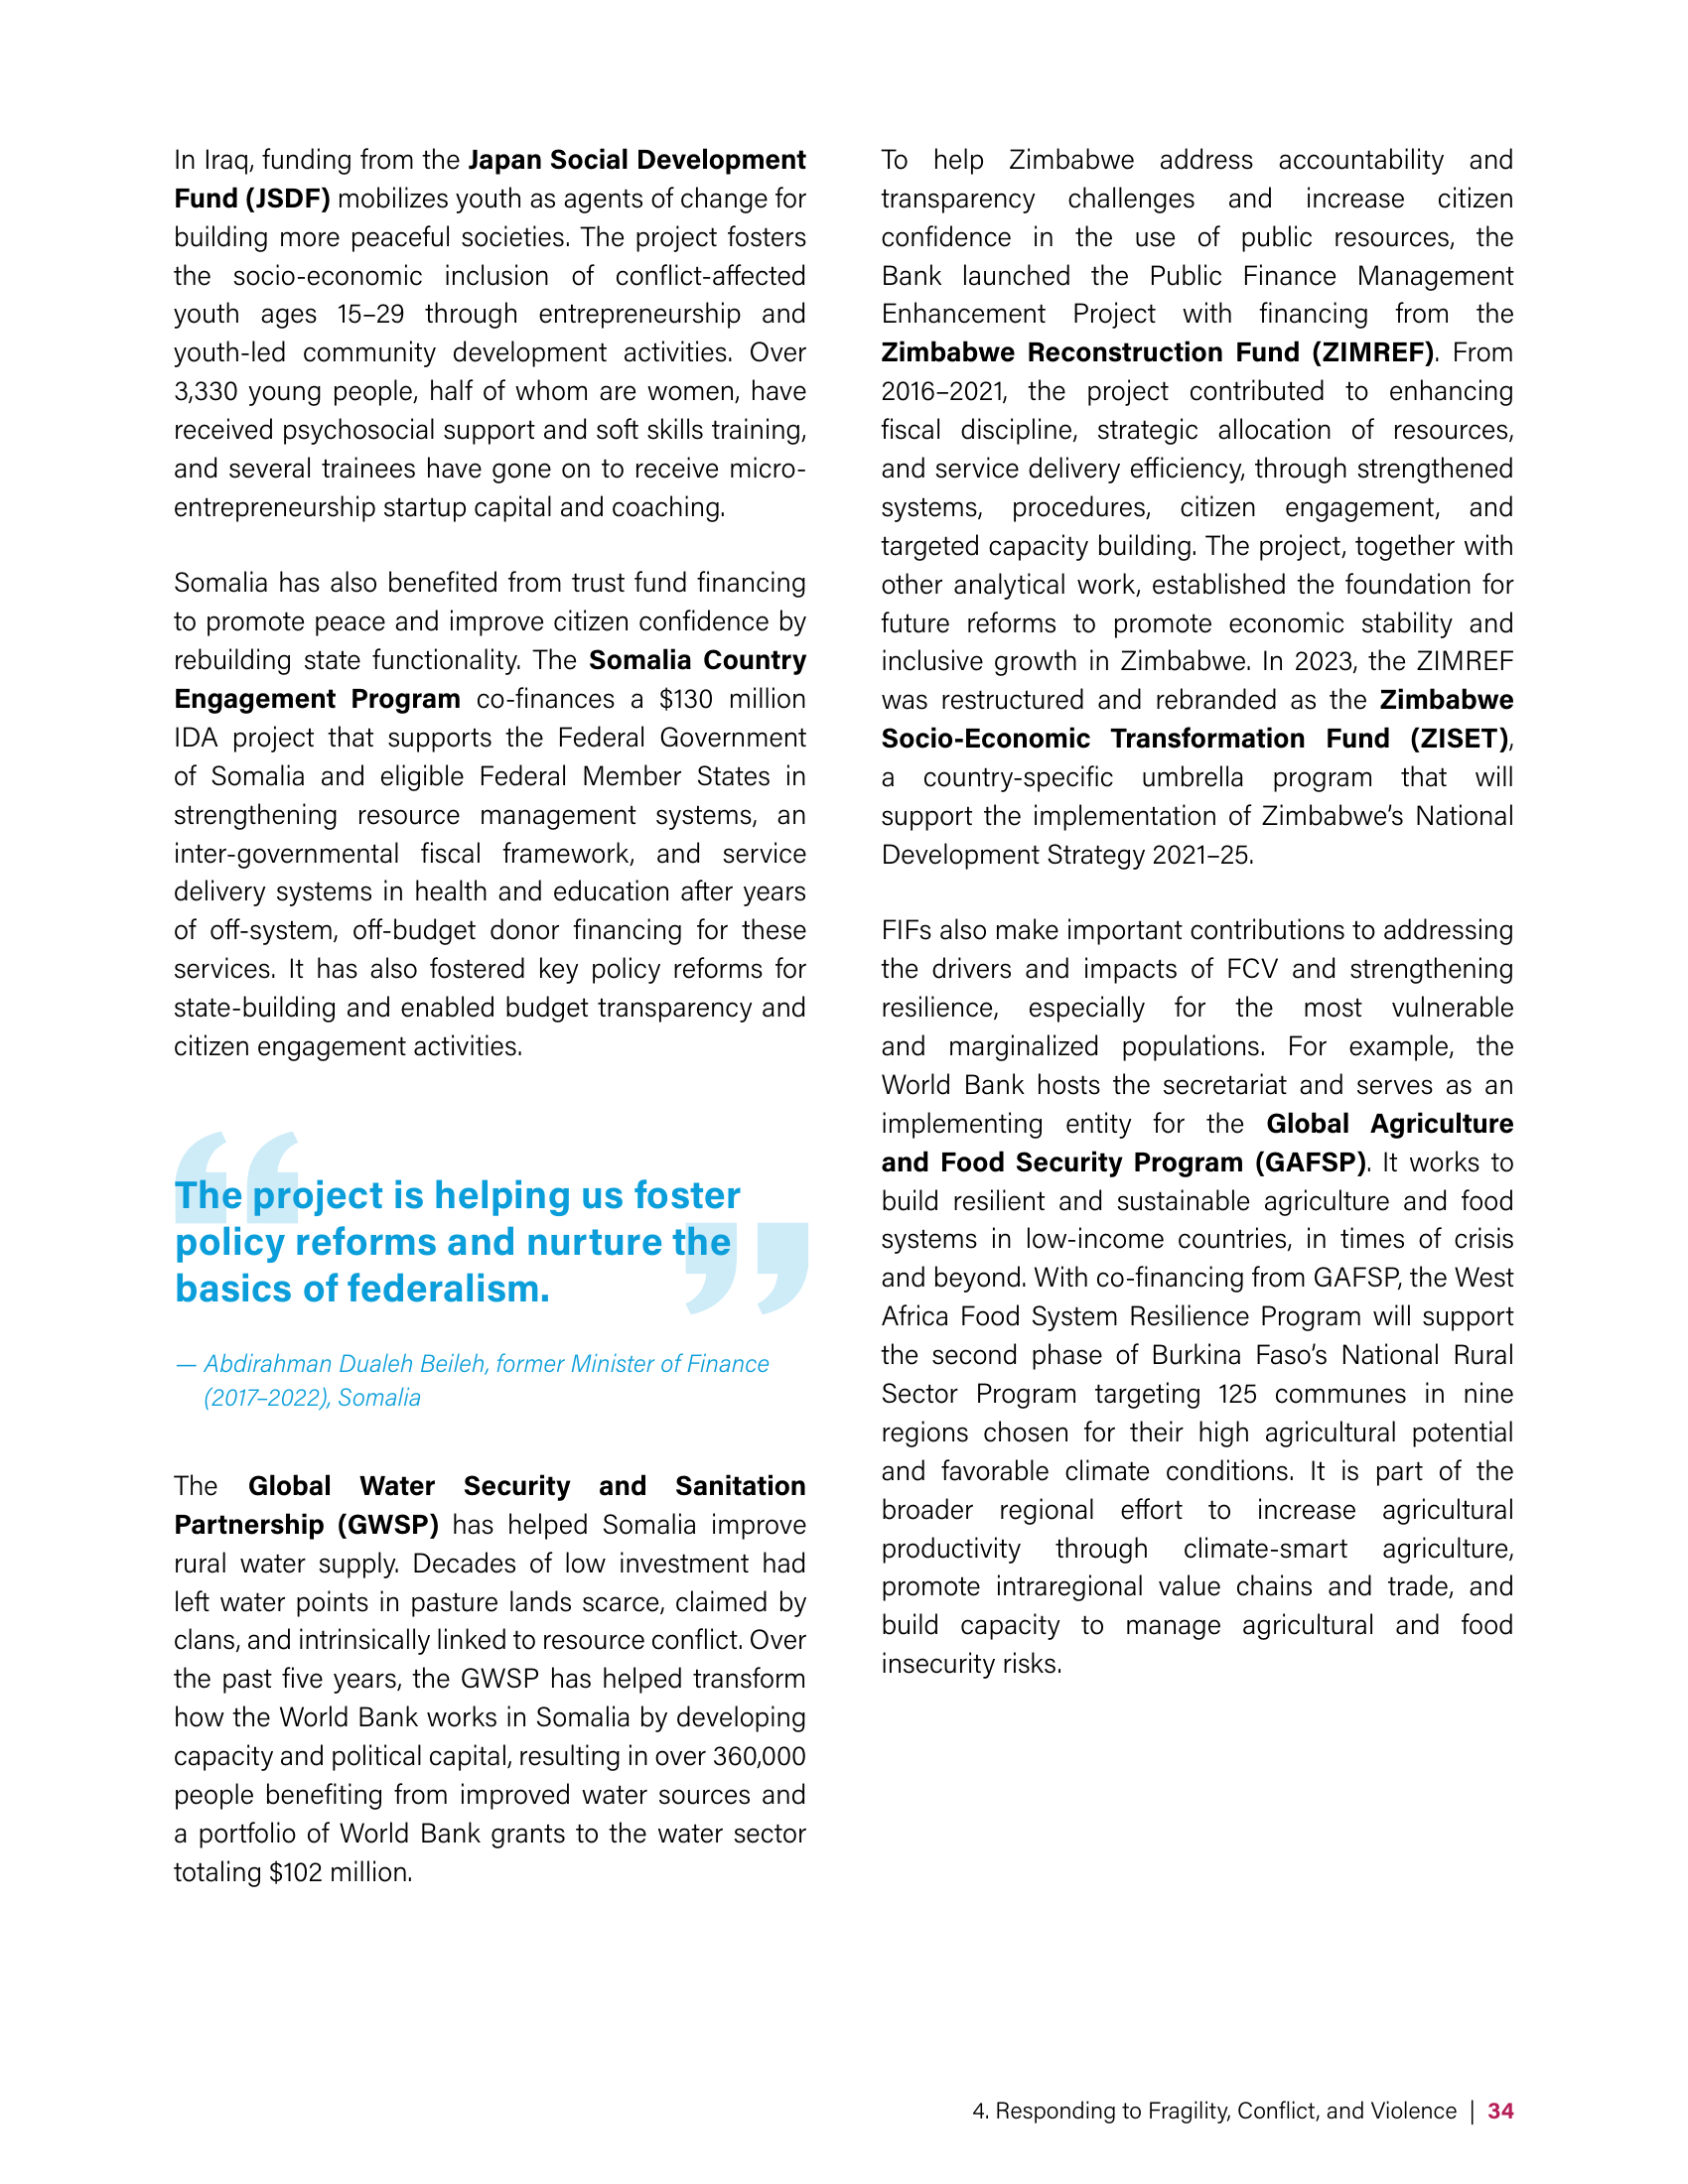 In Iraq, funding from the Japan Social Development
Fund (JSDF) mobilizes youth as agents of change for
building more peaceful societies. The project fosters
the socio-economic inclusion of conflict-affected
youth ages 15–29 through entrepreneurship and
youth-led community development activities. Over
3,330 young people, half of whom are women, have
received psychosocial support and soft skills training,
and several trainees have gone on to receive micro-
entrepreneurship startup capital and coaching.
Somalia has also benefited from trust fund financing
to promote peace and improve citizen confidence by
rebuilding state functionality. The Somalia Country
Engagement Program co-finances a $130 million
IDA project that supports the Federal Government
of Somalia and eligible Federal Member States in
strengthening resource management systems, an
inter-governmental fiscal framework, and service
delivery systems in health and education after years
of off-system, off-budget donor financing for these
services. It has also fostered key policy reforms for
state-building and enabled budget transparency and
citizen engagement activities.
“The project is helping us foster
policy reforms and nurture the
basics of federalism.”
— Abdirahman Dualeh Beileh, former Minister of Finance
(2017–2022), Somalia
The Global Water Security and Sanitation
Partnership (GWSP) has helped Somalia improve
rural water supply. Decades of low investment had
left water points in pasture lands scarce, claimed by
clans, and intrinsically linked to resource conflict. Over
the past five years, the GWSP has helped transform
how the World Bank works in Somalia by developing
capacity and political capital, resulting in over 360,000
people benefiting from improved water sources and
a portfolio of World Bank grants to the water sector
totaling $102 million.
To help Zimbabwe address accountability and
transparency challenges and increase citizen
confidence in the use of public resources, the
Bank launched the Public Finance Management
Enhancement Project with financing from the
Zimbabwe Reconstruction Fund (ZIMREF). From
2016–2021, the project contributed to enhancing
fiscal discipline, strategic allocation of resources,
and service delivery efficiency, through strengthened
systems, procedures, citizen engagement, and
targeted capacity building. The project, together with
other analytical work, established the foundation for
future reforms to promote economic stability and
inclusive growth in Zimbabwe. In 2023, the ZIMREF
was restructured and rebranded as the Zimbabwe
Socio-Economic Transformation Fund (ZISET),
a country-specific umbrella program that will
support the implementation of Zimbabwe’s National
Development Strategy 2021–25.
FIFs also make important contributions to addressing
the drivers and impacts of FCV and strengthening
resilience, especially for the most vulnerable
and marginalized populations. For example, the
World Bank hosts the secretariat and serves as an
implementing entity for the Global Agriculture
and Food Security Program (GAFSP). It works to
build resilient and sustainable agriculture and food
systems in low-income countries, in times of crisis
and beyond. With co-financing from GAFSP, the West
Africa Food System Resilience Program will support
the second phase of Burkina Faso’s National Rural
Sector Program targeting 125 communes in nine
regions chosen for their high agricultural potential
and favorable climate conditions. It is part of the
broader regional effort to increase agricultural
productivity through climate-smart agriculture,
promote intraregional value chains and trade, and
build capacity to manage agricultural and food
insecurity risks.
4. Responding to Fragility, Conflict, and Violence | 34